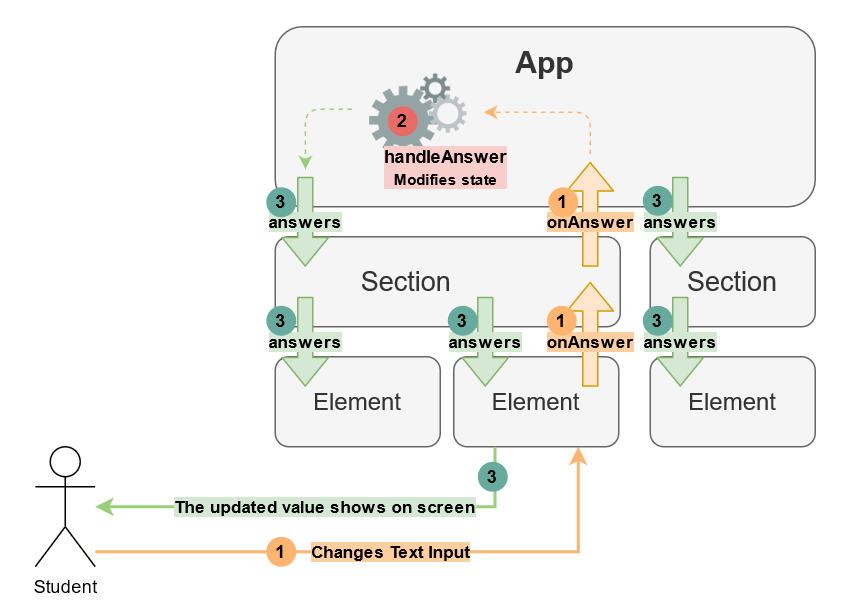 App
2
handleAnswer
Modifies state
3
answers
1
onAnswer
3
answers
Section
Section
3
answers
3
answers
1
onAnswer
3
answers
Element
Element
Element
3
The updated value shows on screen
1
Changes Text Input
Student